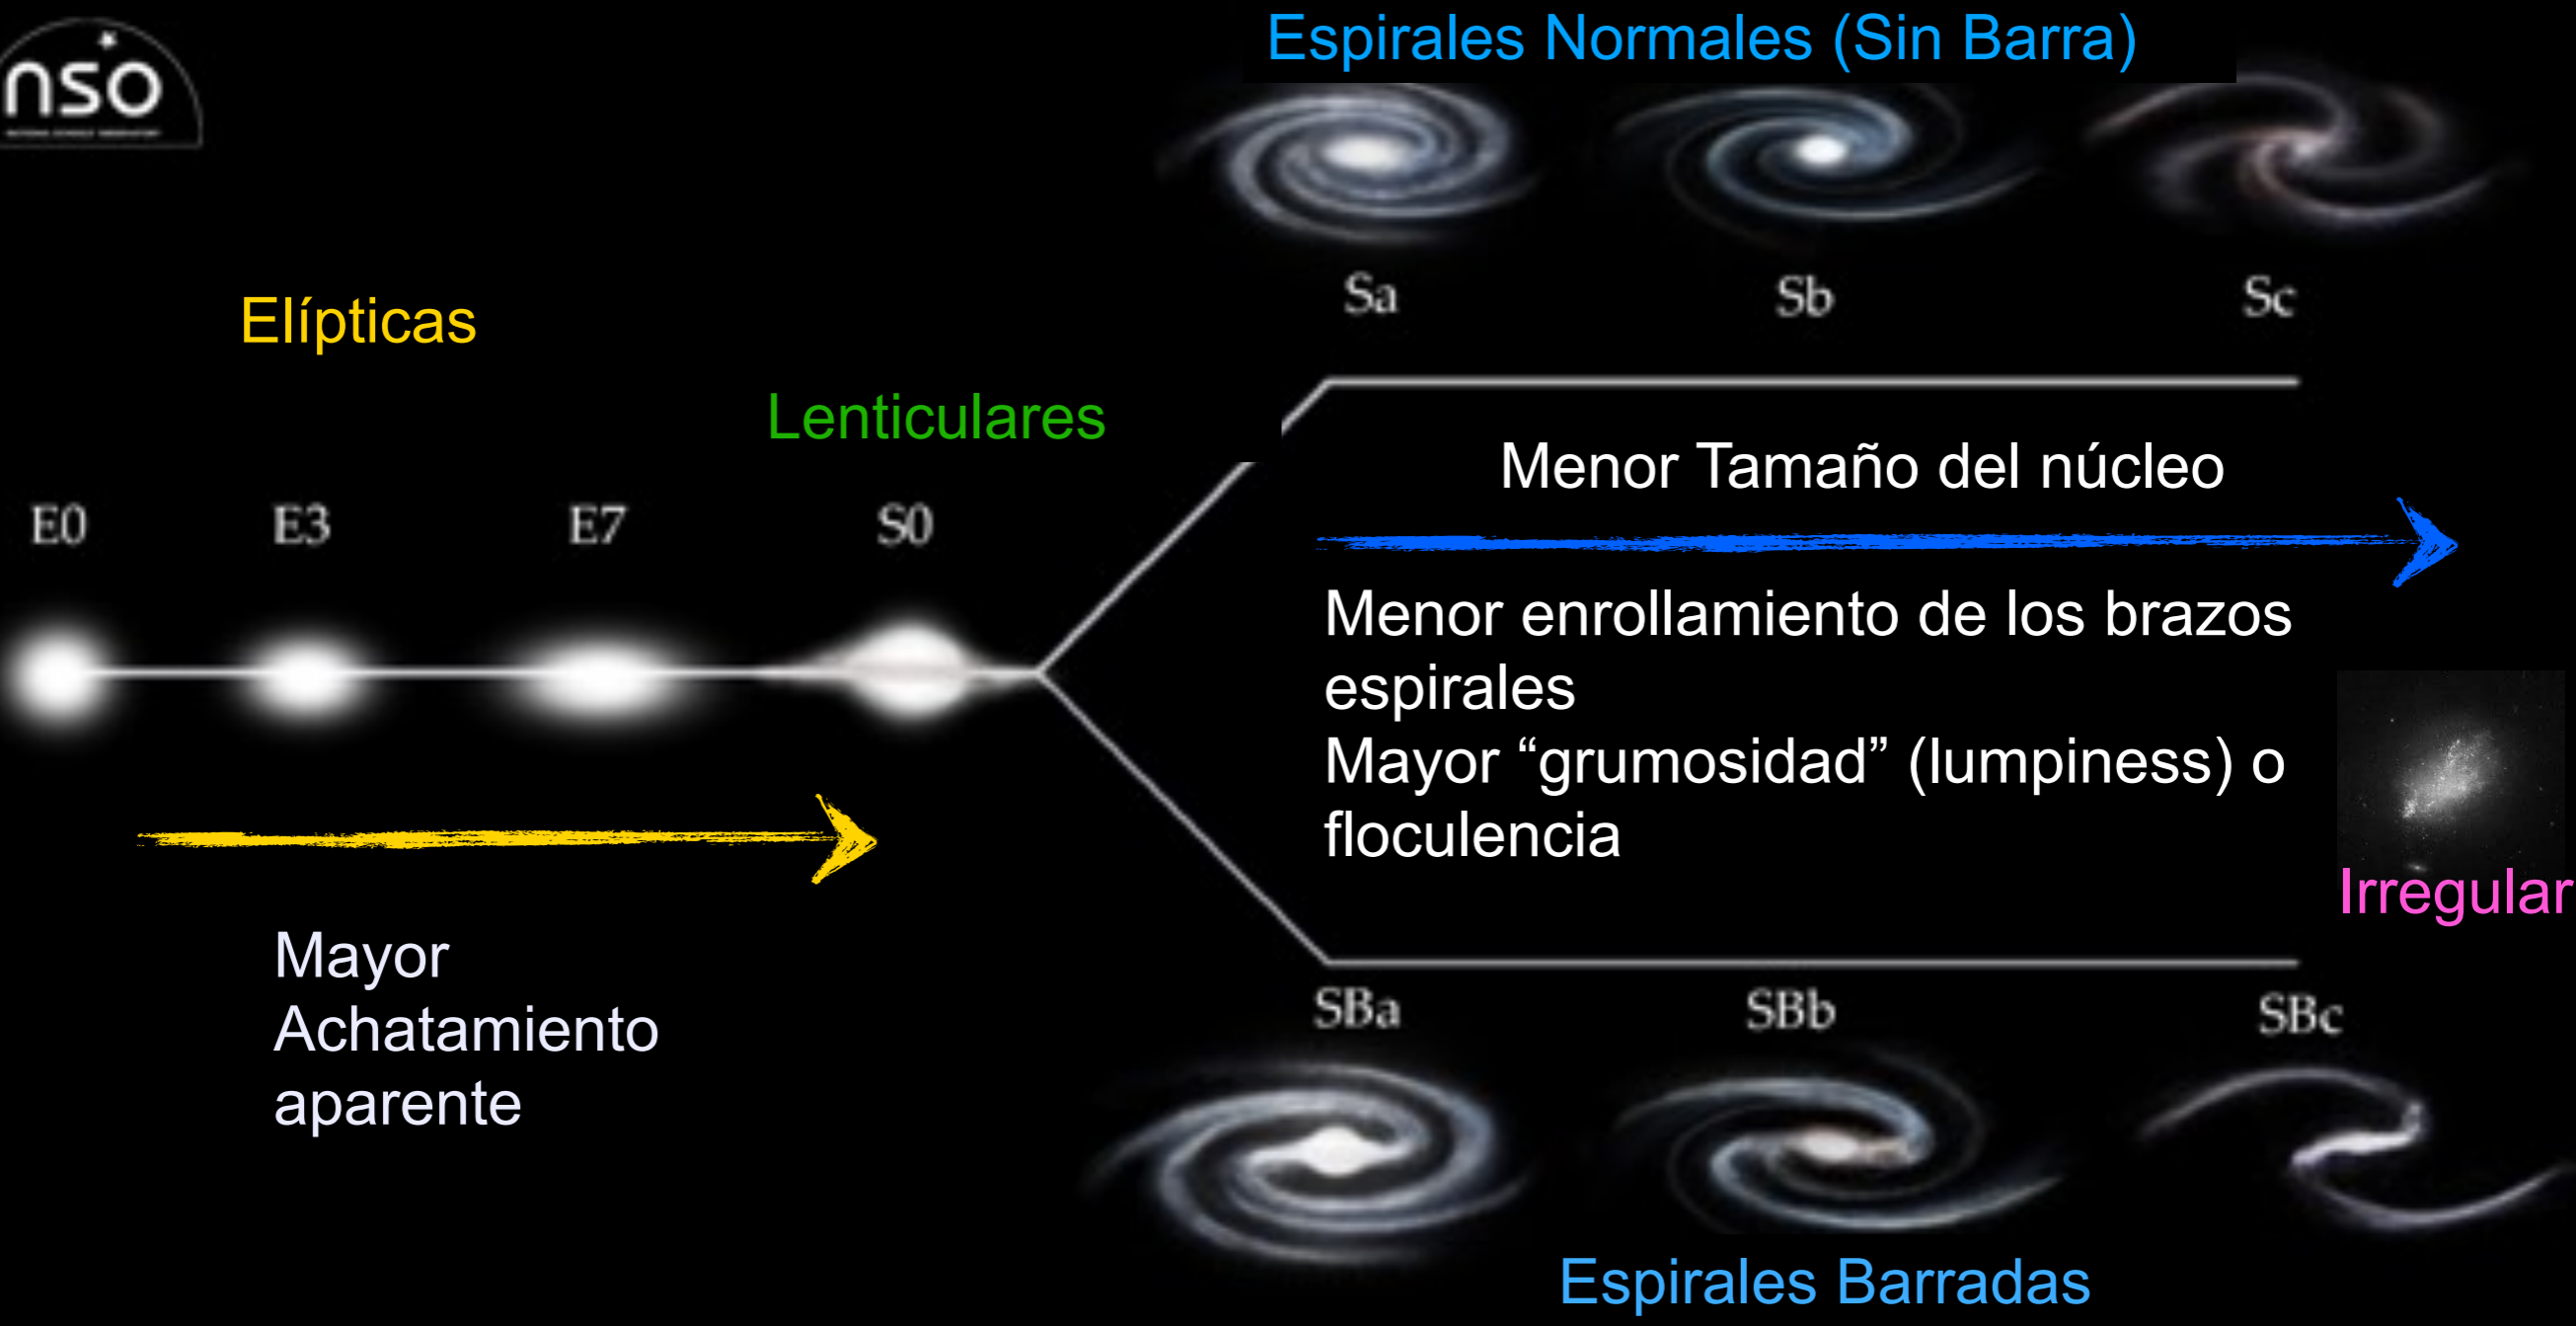 nso
Espirales Normales (Sin Barra)
Sa
Sb
Sc
Elípticas
Lenticulares
E0
E3
E7
S0
Menor Tamaño del núcleo
Menor enrollamiento de los brazos
espirales
Mayor “grumosidad” (lumpiness) o
floculencia
Irregular
Mayor
Achatamiento
aparente
SBa
SBb
SBc
Espirales Barradas